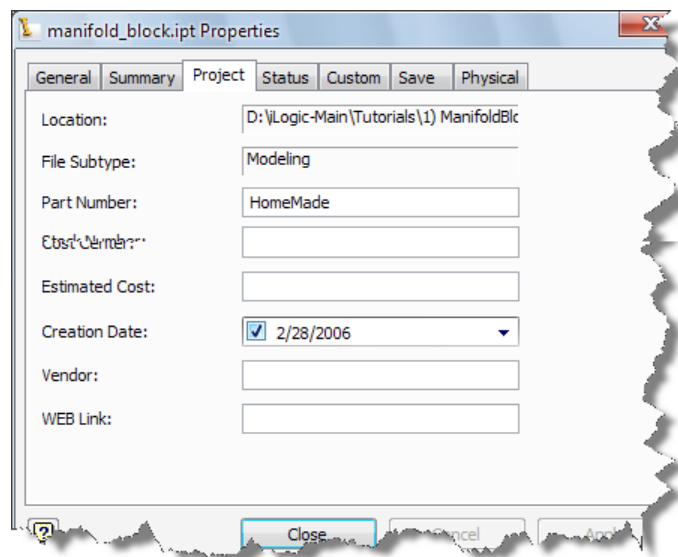 manifold_block.ipt Properties
General Summary Project Status Custom Save Physical
Location: D:\iLogic-Main\Tutorials\1) ManifoldBlc
File Subtype: Modeling
Part Number: HomeMade
Estimated Cost:
Creation Date: 2/28/2006
Vendor:
WEB Link:
Close